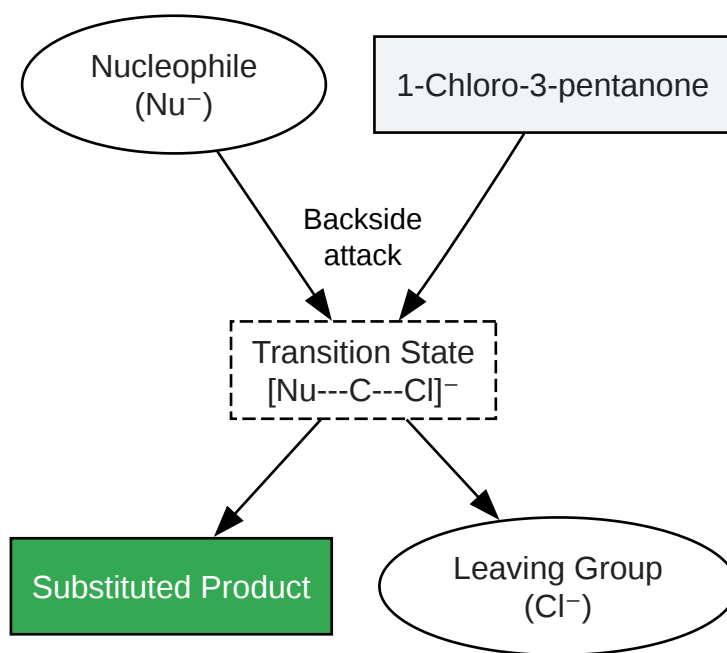 Nucleophile
(Nu⁻)
1-Chloro-3-pentanone
Backside
attack
Transition State
[Nu---C---Cl]⁻
Substituted Product
Leaving Group
(Cl⁻)